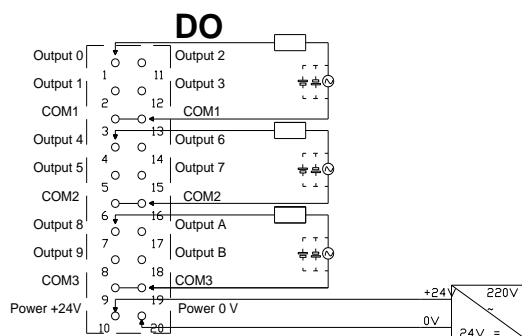 DO
Output 0 Output 2
1 11
Output 1 Output 3
2 12
COM1 COM1
3 13
Output 4 Output 6
4 14
Output 5 Output 7
5 15
COM2 COM2
6 16
Output 8 Output A
7 17
Output 9 Output B
8 18
COM3 COM3
+24V 220V
9 19
Power +24V Power 0 V
~
0V
10 20
24V =